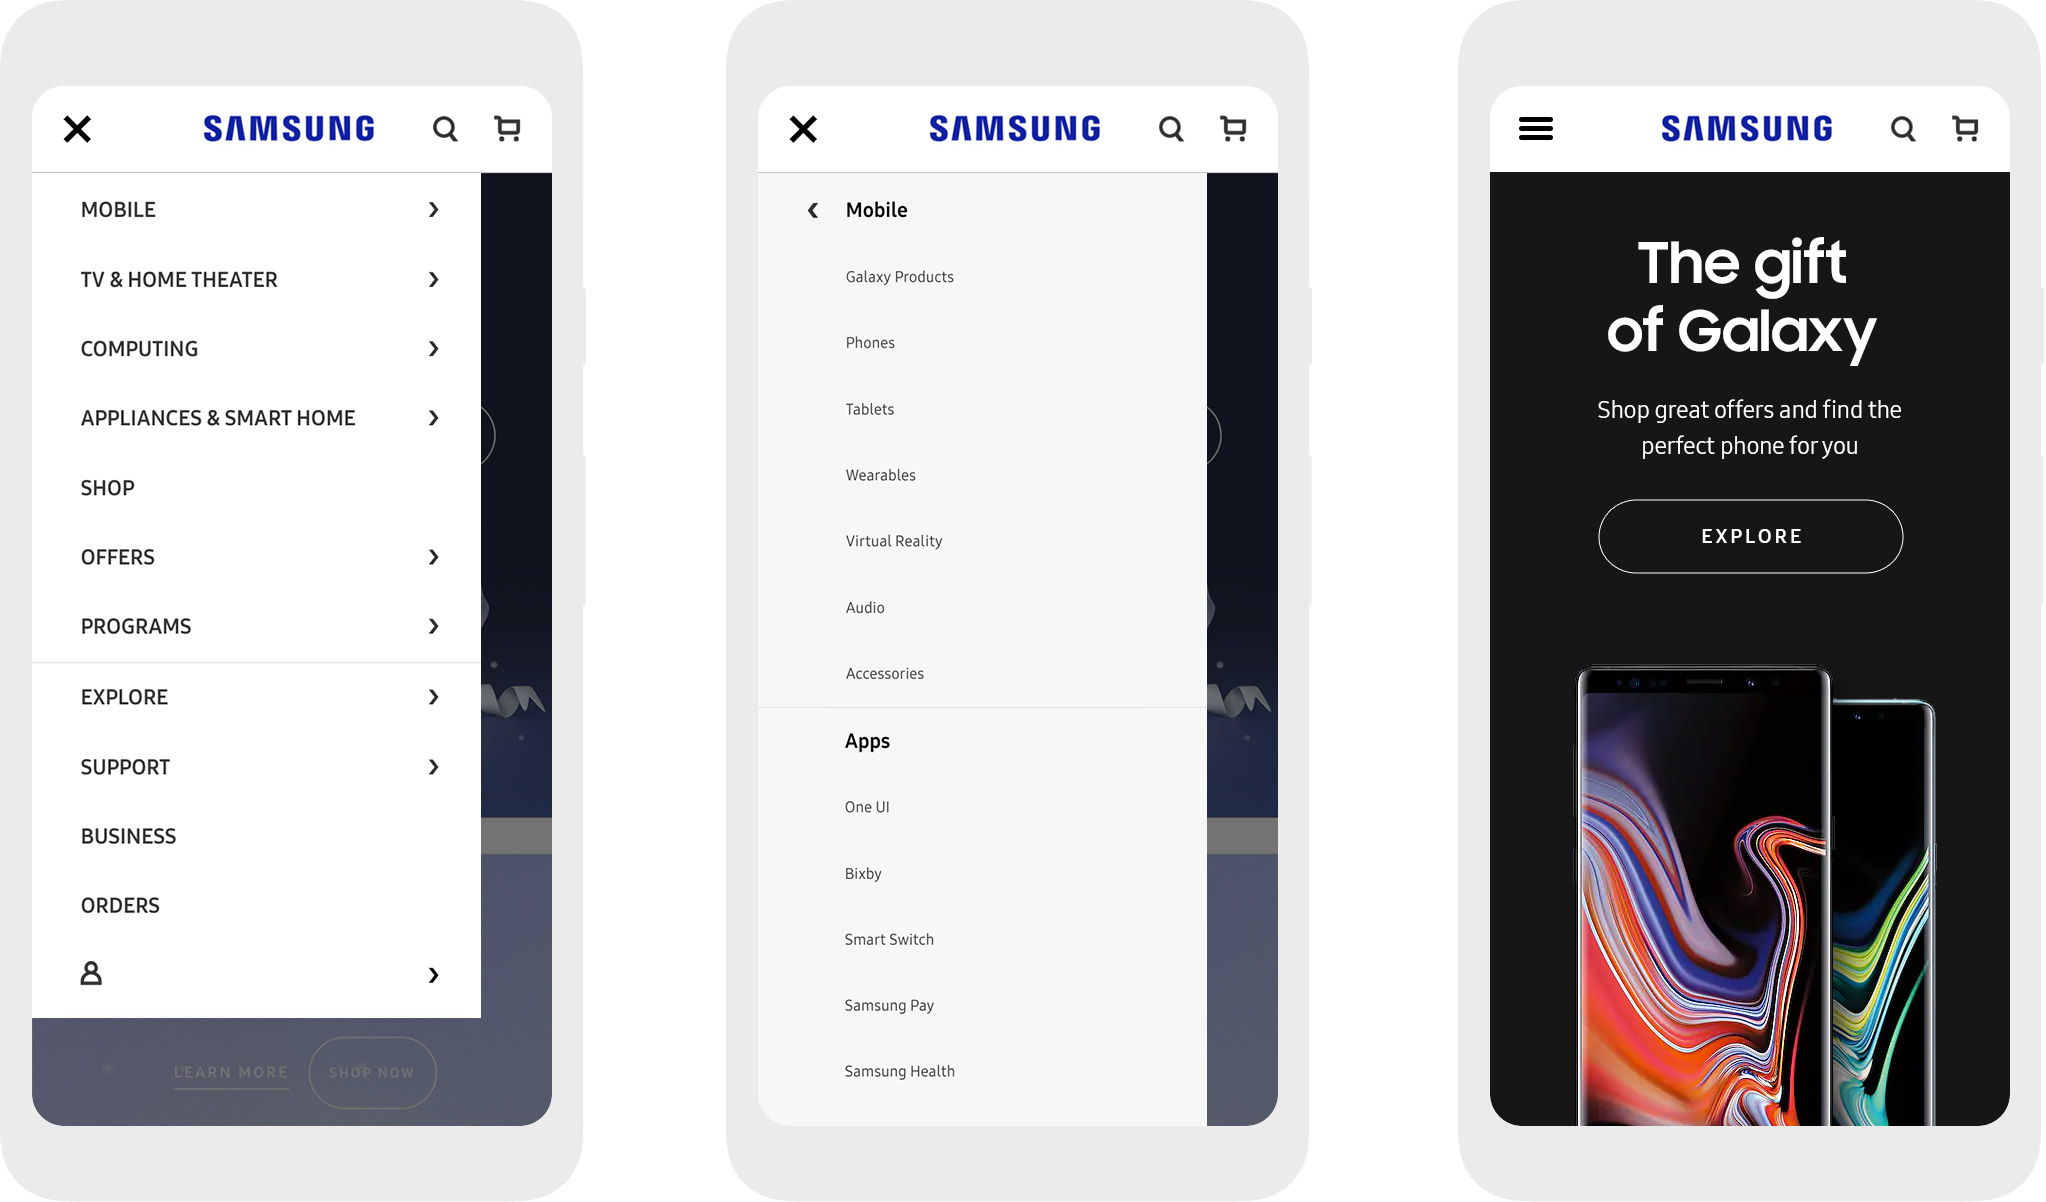 SAMSUNG
MOBILE
TV & HOME THEATER
COMPUTING
APPLIANCES & SMART HOME
SHOP
OFFERS
PROGRAMS
EXPLORE
SUPPORT
BUSINESS
ORDERS
LEARN MORE
SHOP NOW
SAMSUNG
Mobile
Galaxy Products
Phones
Tablets
Wearables
Virtual Reality
Audio
Accessories
Apps
One UI
Bixby
Smart Switch
Samsung Pay
Samsung Health
SAMSUNG
The gift
of Galaxy
Shop great offers and find the
perfect phone for you
EXPLORE